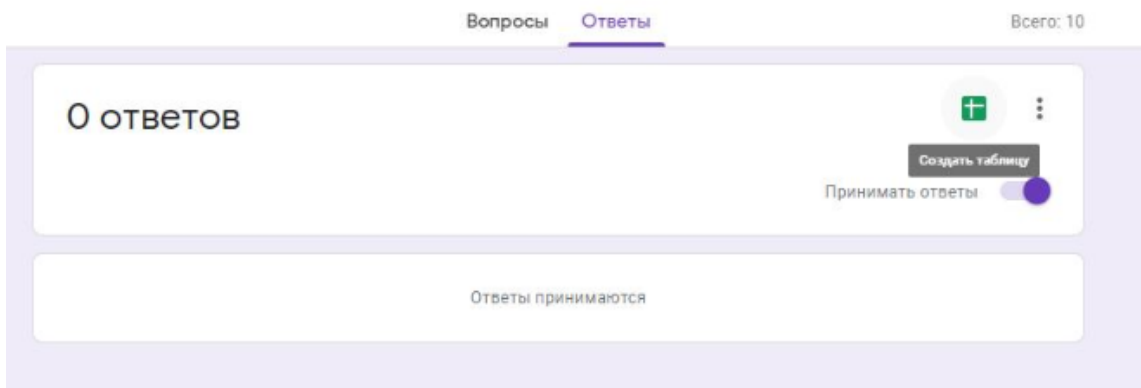 Вопросы Ответы Всего: 10
0 ответов
Создать таблицу
Принимать ответы
Ответы принимаются